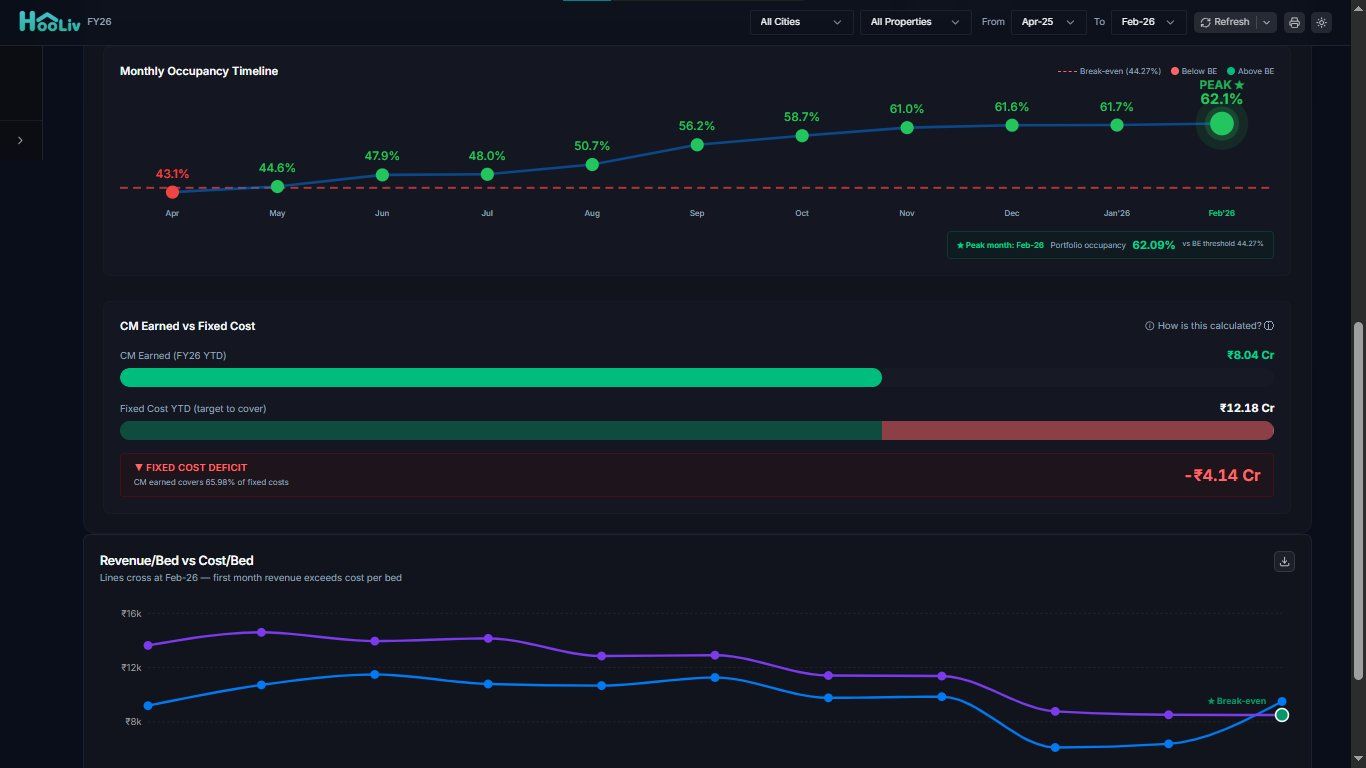 HooLiv FY26
All Cities
All Properties
From Apr-25 To Feb-26
Refresh
Monthly Occupancy Timeline
Break-even (44.27%) Below BE Above BE
PEAK ★
62.1%
43.1% 44.6% 47.9% 48.0% 50.7% 56.2% 58.7% 61.0% 61.6% 61.7%
Apr May Jun Jul Aug Sep Oct Nov Dec Jan'26 Feb'26
★ Peak month: Feb-26 Portfolio occupancy 62.09% vs BE threshold 44.27%
CM Earned vs Fixed Cost
ⓘ How is this calculated? ⓘ
CM Earned (FY26 YTD) ₹8.04 Cr
Fixed Cost YTD (target to cover) ₹12.18 Cr
▼ FIXED COST DEFICIT
CM earned covers 65.98% of fixed costs
-₹4.14 Cr
Revenue/Bed vs Cost/Bed
Lines cross at Feb-26 — first month revenue exceeds cost per bed
₹16k
₹12k
★ Break-even
₹8k